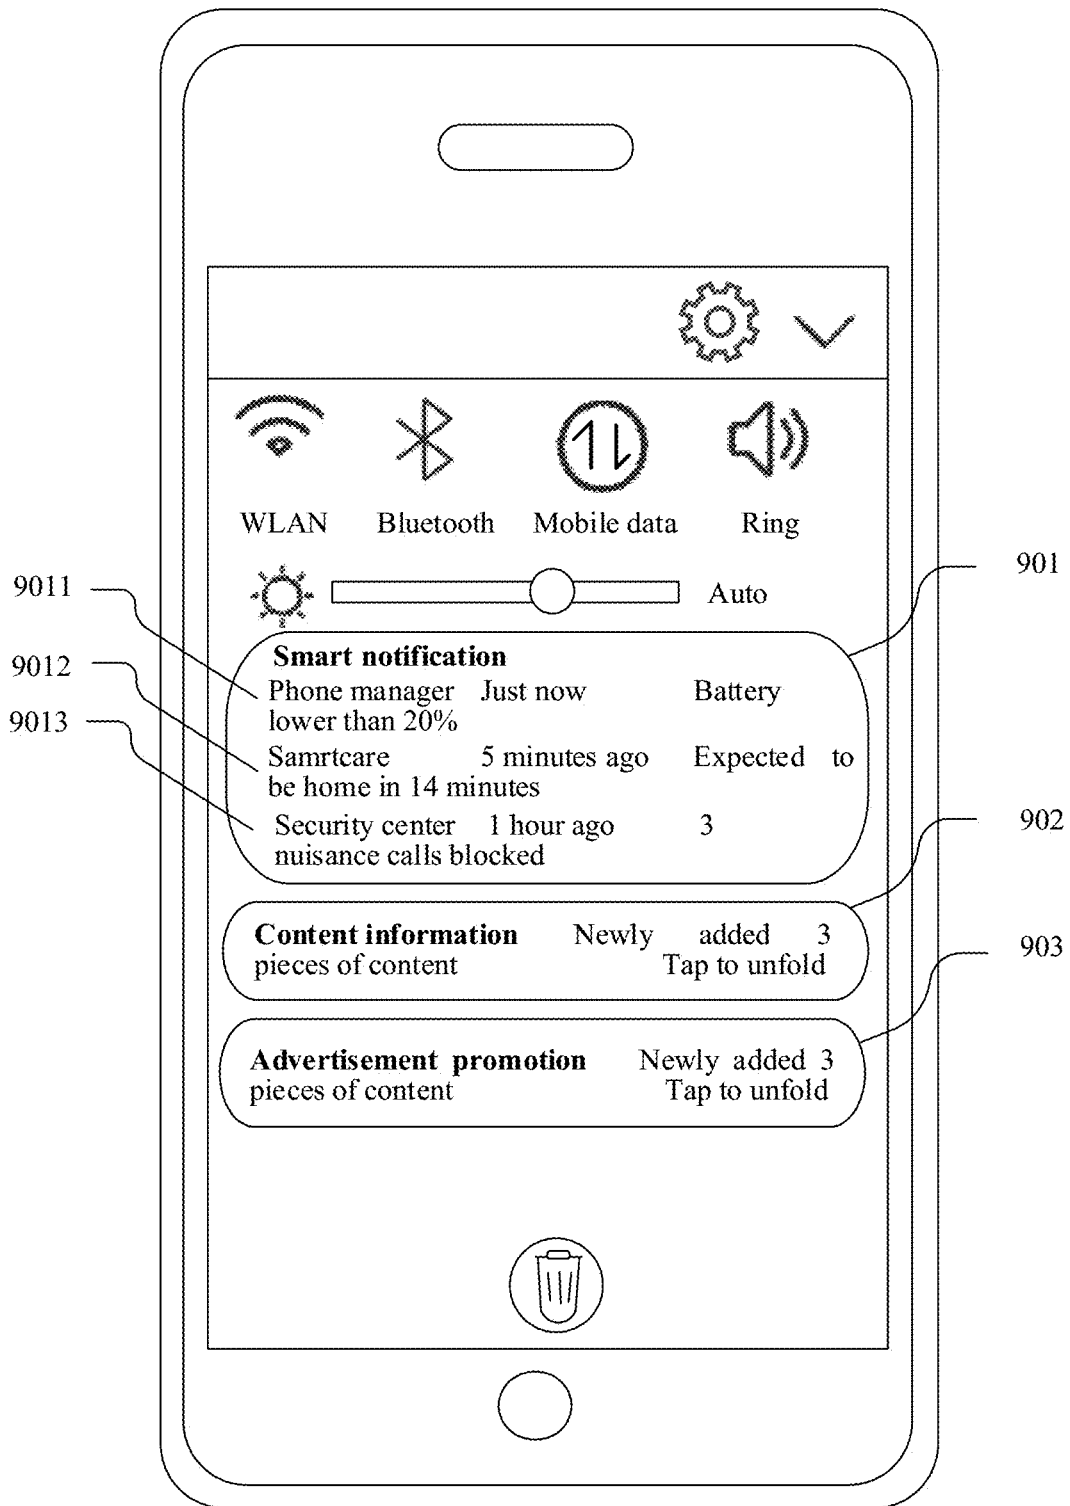 WLAN Bluetooth Mobile data Ring
901
9011 Auto
Smart notification
9012 Phone manager Just now Battery
lower than 20%
9013 Samrtcare 5 minutes ago Expected to
be home in 14 minutes
Security center 1 hour ago 3
nuisance calls blocked
902
Content information Newly added 3
pieces of content Tap to unfold
903
Advertisement promotion Newly added 3
pieces of content Tap to unfold